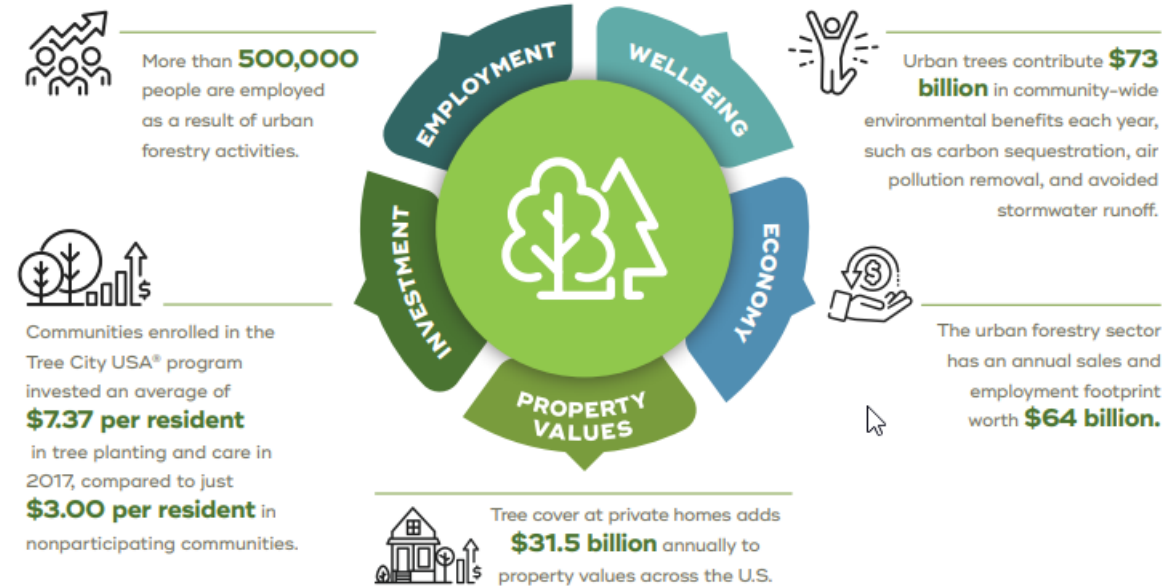 EMPLOYMENT
More than 500,000
people are employed
as a result of urban
forestry activities.
WELLBEING
Urban trees contribute $73
billion in community-wide
environmental benefits each year,
such as carbon sequestration, air
pollution removal, and avoided
stormwater runoff.
INVESTMENT
$
Communities enrolled in the
Tree City USA® program
invested an average of
$7.37 per resident
in tree planting and care in
2017, compared to just
$3.00 per resident in
nonparticipating communities.
ECONOMY
$
The urban forestry sector
has an annual sales and
employment footprint
worth $64 billion.
PROPERTY
VALUES
$
Tree cover at private homes adds
$31.5 billion annually to
property values across the U.S.